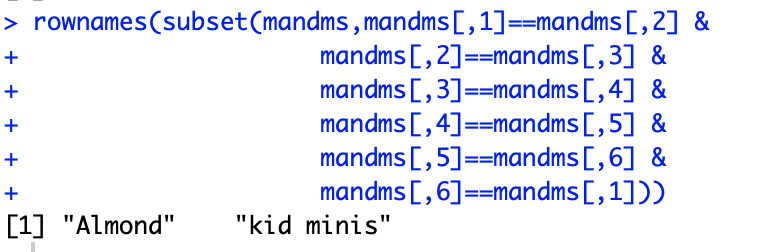 > rownames(subset(mandms,mandms[,1]==mandms[,2] &
+                      mandms[,2]==mandms[,3] &
+                      mandms[,3]==mandms[,4] &
+                      mandms[,4]==mandms[,5] &
+                      mandms[,5]==mandms[,6] &
+                      mandms[,6]==mandms[,1]))
[1] "Almond"    "kid minis"